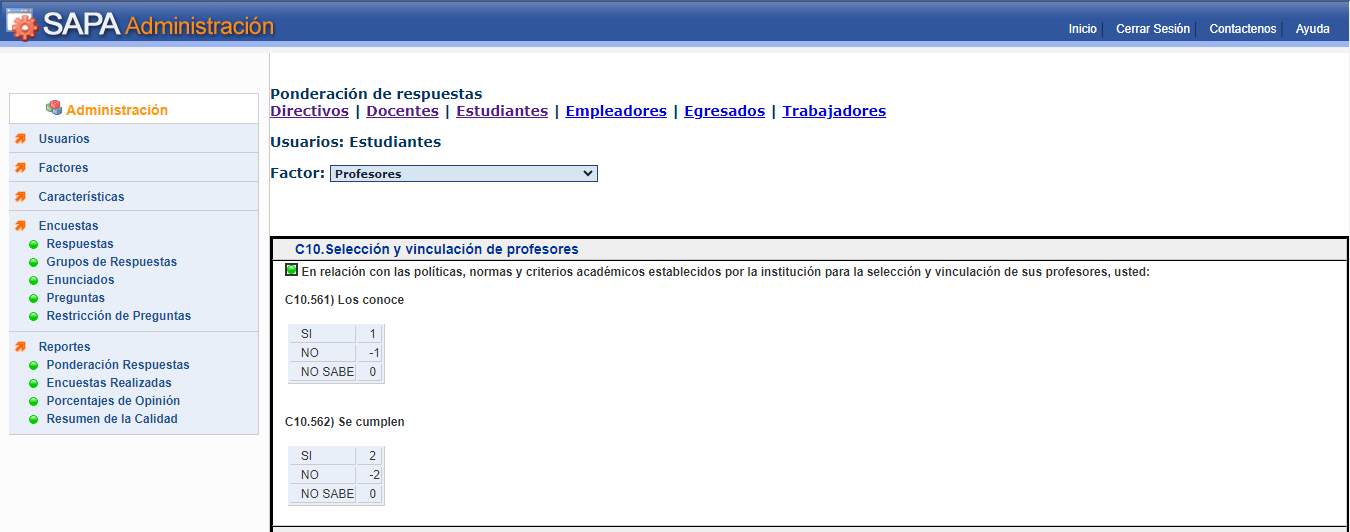 SAPA Administración
Inicio Cerrar Sesión Contactenos Ayuda
Administración
Usuarios
Factores
Características
Encuestas
Respuestas
Grupos de Respuestas
Enunciados
Preguntas
Restricción de Preguntas
Reportes
Ponderación Respuestas
Encuestas Realizadas
Porcentajes de Opinión
Resumen de la Calidad
Ponderación de respuestas
Directivos | Docentes | Estudiantes | Empleadores | Egresados | Trabajadores
Usuarios: Estudiantes
Factor: Profesores
C10.Selección y vinculación de profesores
En relación con las políticas, normas y criterios académicos establecidos por la institución para la selección y vinculación de sus profesores, usted:
C10.561) Los conoce
SI 1
NO -1
NO SABE 0
C10.562) Se cumplen
SI 2
NO -2
NO SABE 0